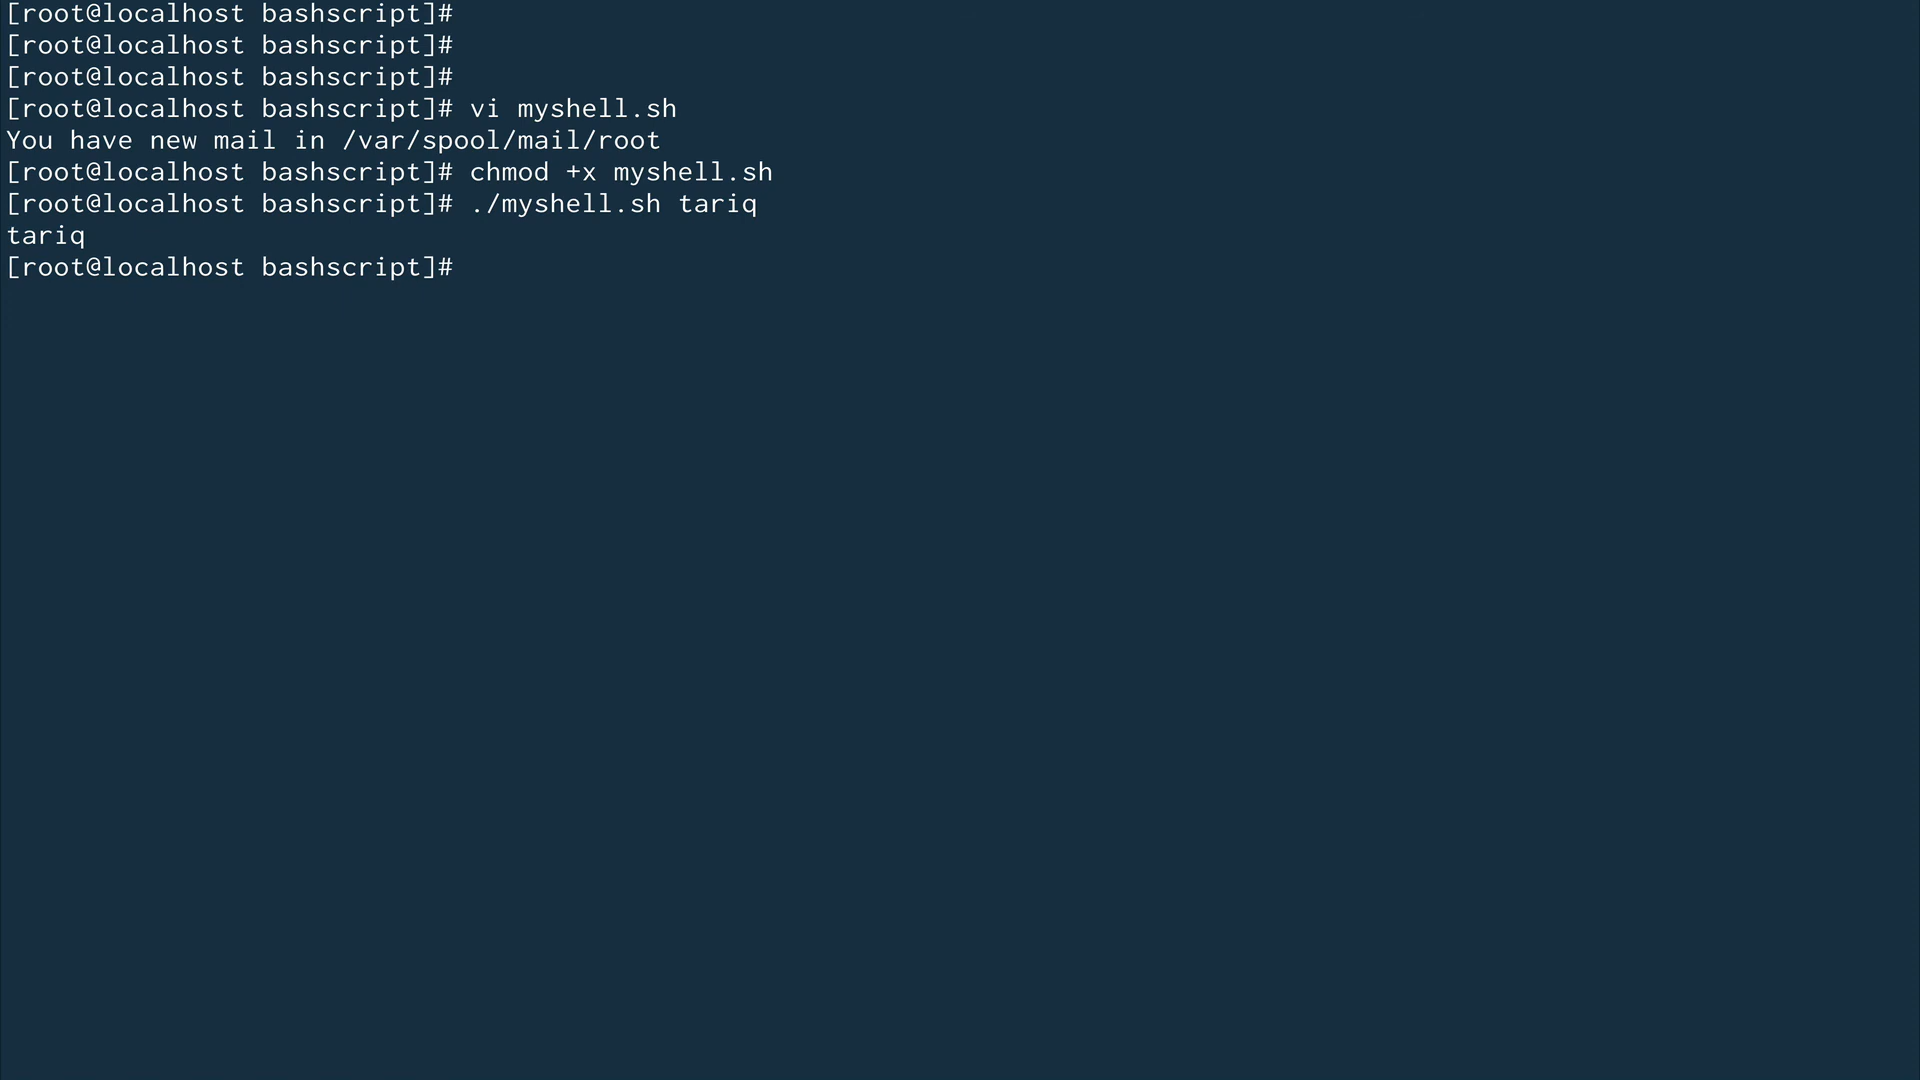 [root@localhost bashscript]#
[root@localhost bashscript]#
[root@localhost bashscript]#
[root@localhost bashscript]# vi myshell.sh
You have new mail in /var/spool/mail/root
[root@localhost bashscript]# chmod +x myshell.sh
[root@localhost bashscript]# ./myshell.sh tariq
tariq
[root@localhost bashscript]#